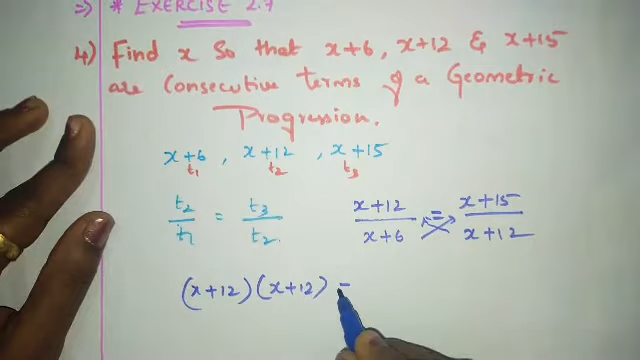 ⇒ * EXERCISE 2.7
4) Find x So that x+6, x+12 & x+15
are Consecutive terms of a Geometric
Progression.
x+6, x+12, x+15
t₁ t₂ t₃
t₂/t₁ = t₃/t₂. x+12/x+6 = x+15/x+12
(x+12)(x+12) =